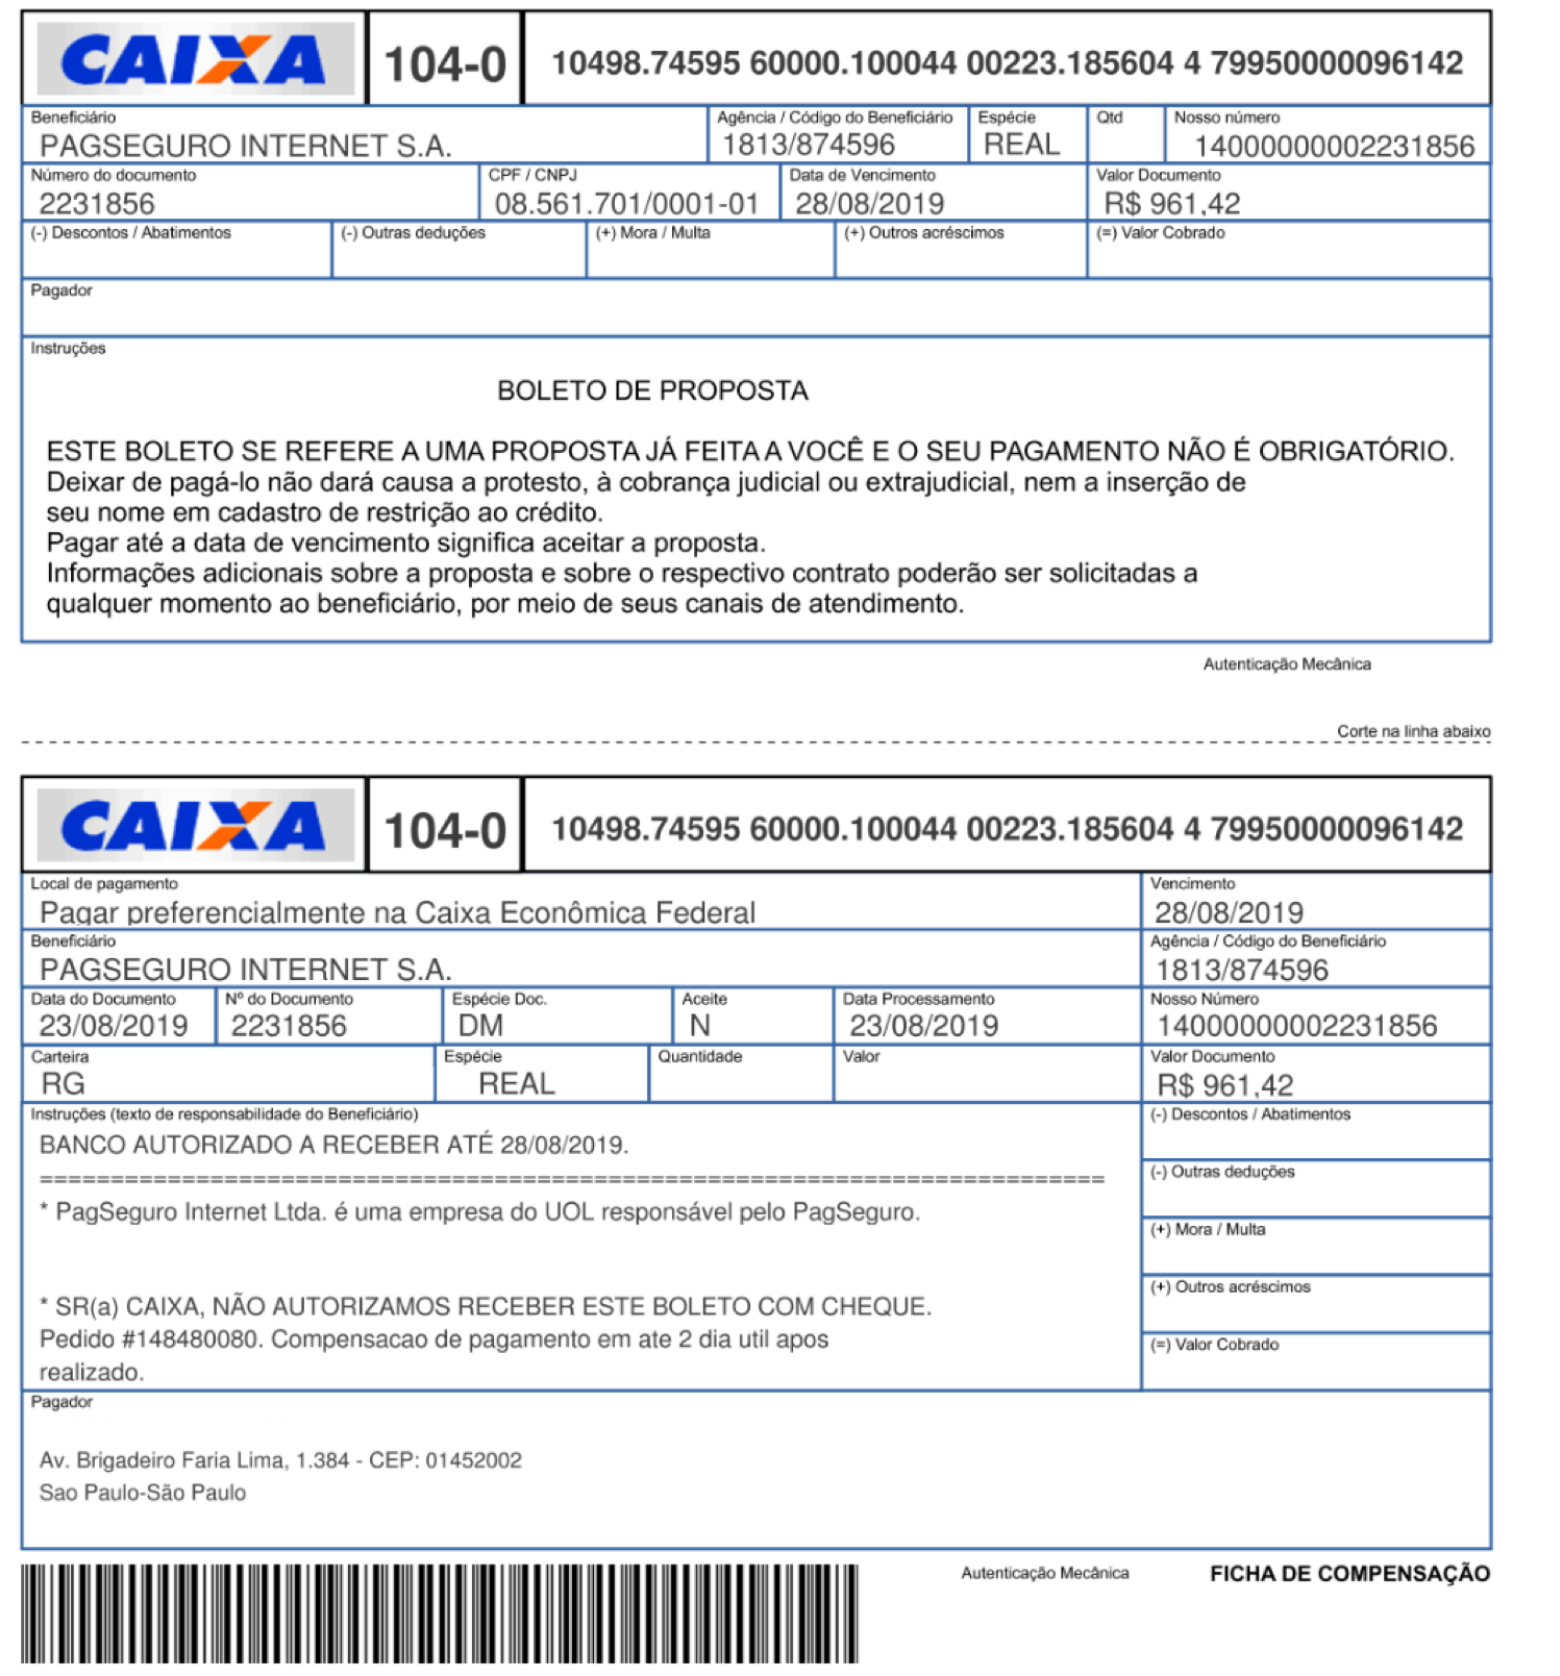 CAIXA 104-0 10498.74595 60000.100044 00223.185604 4 79950000096142
Beneficiário Agência / Código do Beneficiário Espécie Qtd Nosso número
PAGSEGURO INTERNET S.A. 1813/874596 REAL 14000000002231856
Número do documento CPF / CNPJ Data de Vencimento Valor Documento
2231856 08.561.701/0001-01 28/08/2019 R$ 961,42
(-) Descontos / Abatimentos (-) Outras deduções (+) Mora / Multa (+) Outros acréscimos (=) Valor Cobrado
Pagador
Instruções
BOLETO DE PROPOSTA
ESTE BOLETO SE REFERE A UMA PROPOSTA JÁ FEITA A VOCÊ E O SEU PAGAMENTO NÃO É OBRIGATÓRIO.
Deixar de pagá-lo não dará causa a protesto, à cobrança judicial ou extrajudicial, nem a inserção de
seu nome em cadastro de restrição ao crédito.
Pagar até a data de vencimento significa aceitar a proposta.
Informações adicionais sobre a proposta e sobre o respectivo contrato poderão ser solicitadas a
qualquer momento ao beneficiário, por meio de seus canais de atendimento.
Autenticação Mecânica
Corte na linha abaixo
CAIXA 104-0 10498.74595 60000.100044 00223.185604 4 79950000096142
Local de pagamento Vencimento
Pagar preferencialmente na Caixa Econômica Federal 28/08/2019
Beneficiário Agência / Código do Beneficiário
PAGSEGURO INTERNET S.A. 1813/874596
Data do Documento Nº do Documento Espécie Doc. Aceite Data Processamento Nosso Número
23/08/2019 2231856 DM N 23/08/2019 14000000002231856
Carteira Espécie Quantidade Valor Valor Documento
RG REAL R$ 961,42
Instruções (texto de responsabilidade do Beneficiário) (-) Descontos / Abatimentos
BANCO AUTORIZADO A RECEBER ATÉ 28/08/2019.
=========================================================================== (-) Outras deduções
* PagSeguro Internet Ltda. é uma empresa do UOL responsável pelo PagSeguro.
(+) Mora / Multa
(+) Outros acréscimos
* SR(a) CAIXA, NÃO AUTORIZAMOS RECEBER ESTE BOLETO COM CHEQUE.
Pedido #148480080. Compensacao de pagamento em ate 2 dia util apos (=) Valor Cobrado
realizado.
Pagador
Av. Brigadeiro Faria Lima, 1.384 - CEP: 01452002
Sao Paulo-São Paulo
Autenticação Mecânica FICHA DE COMPENSAÇÃO